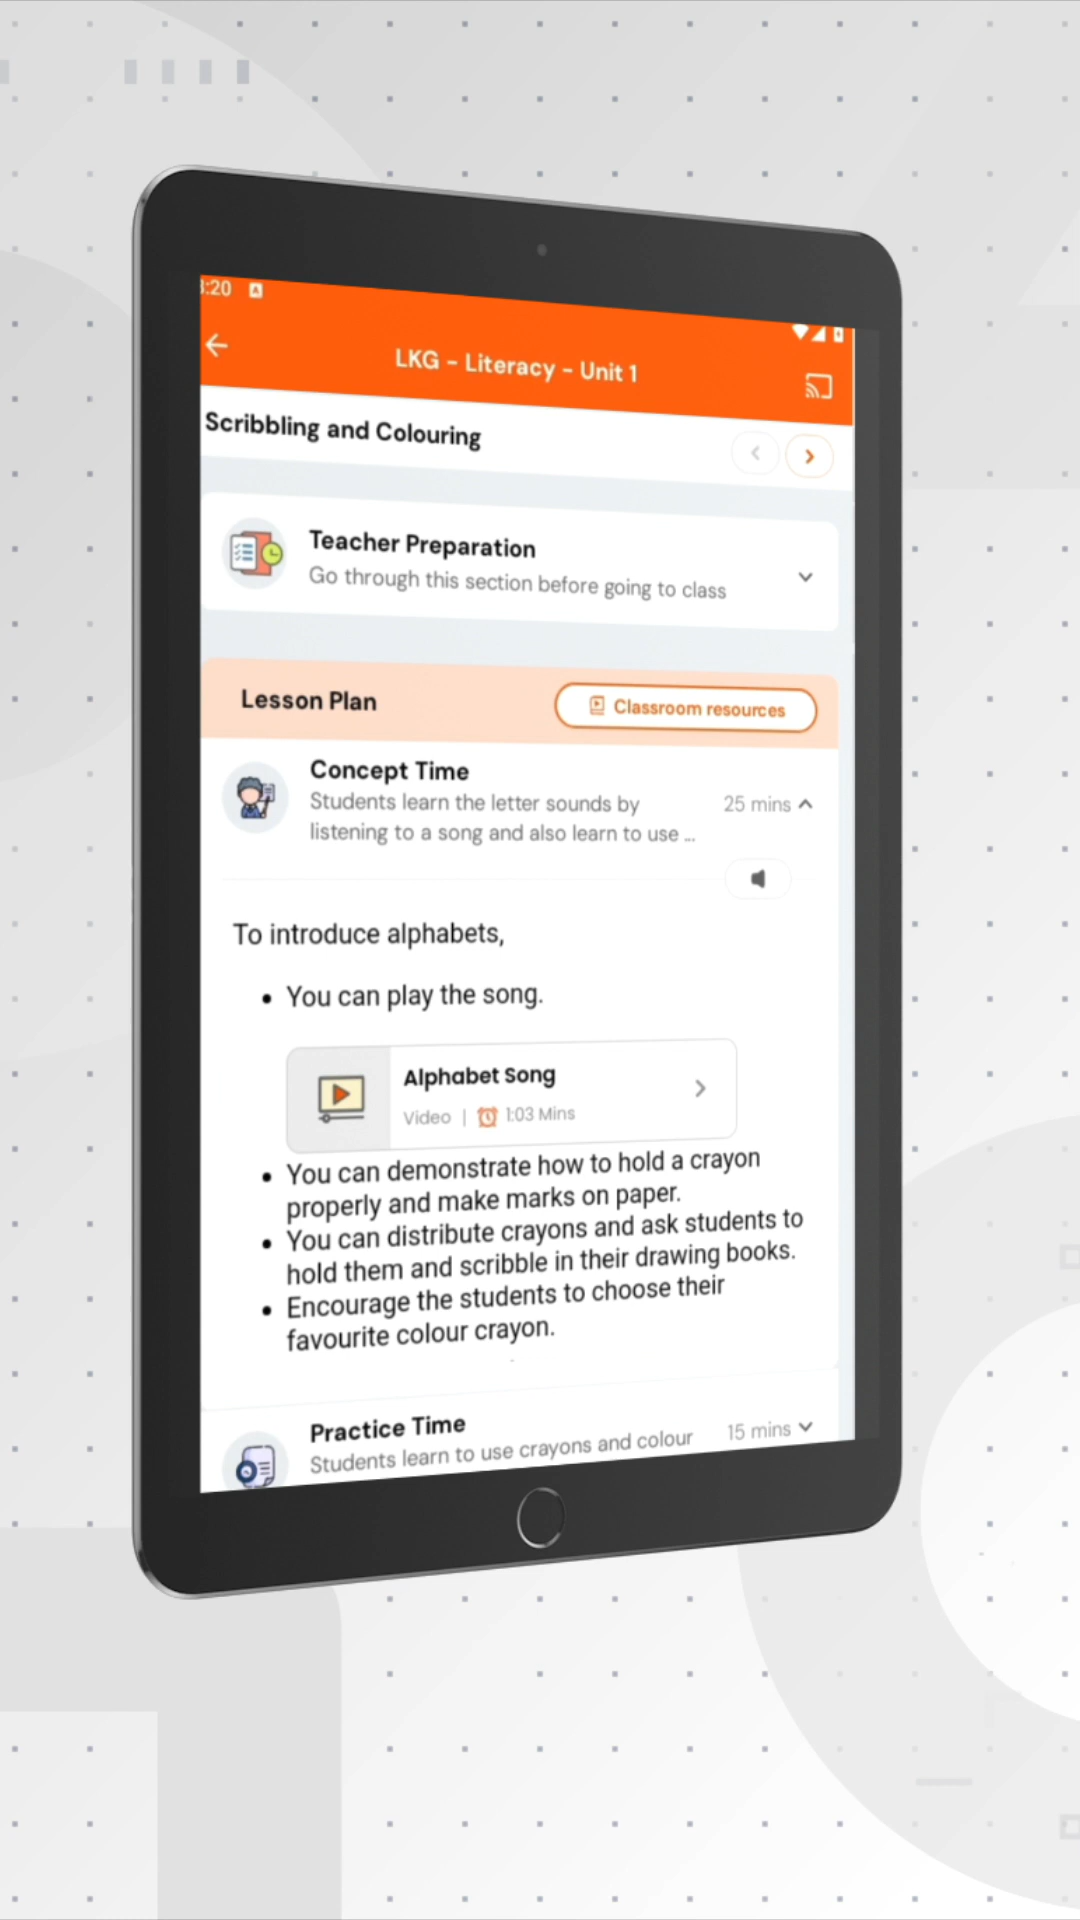 :20
LKG - Literacy - Unit 1
Scribbling and Colouring
Teacher Preparation
Go through this section before going to class
Lesson Plan
Classroom resources
Concept Time
Students learn the letter sounds by
25 mins
listening to a song and also learn to use ...
To introduce alphabets,
• You can play the song.
Alphabet Song
Video | 1:03 Mins
• You can demonstrate how to hold a crayon
properly and make marks on paper.
• You can distribute crayons and ask students to
hold them and scribble in their drawing books.
• Encourage the students to choose their
favourite colour crayon.
Practice Time
15 mins
Students learn to use crayons and colour